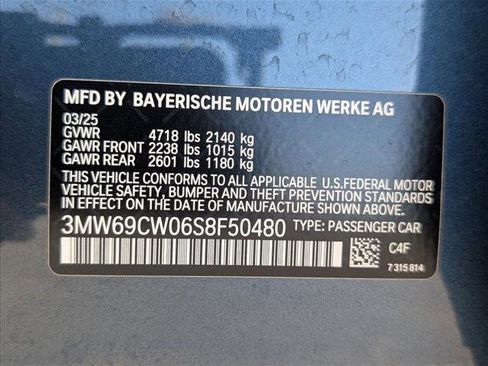 MFD BY BAYERISCHE MOTOREN WERKE AG
03/25
GVWR 4718 lbs 2140 kg
GAWR FRONT 2238 lbs 1015 kg
GAWR REAR 2601 lbs 1180 kg
THIS VEHICLE CONFORMS TO ALL APPLICABLE U.S.FEDERAL MOTOR
VEHICLE SAFETY, BUMPER,AND THEFT PREVENTION STANDARDS
IN EFFECT ON THE DATE OF MANUFACTURE SHOWN ABOVE.
3MW69CW06S8F50480 TYPE: PASSENGER CAR
C4F
7 315 814